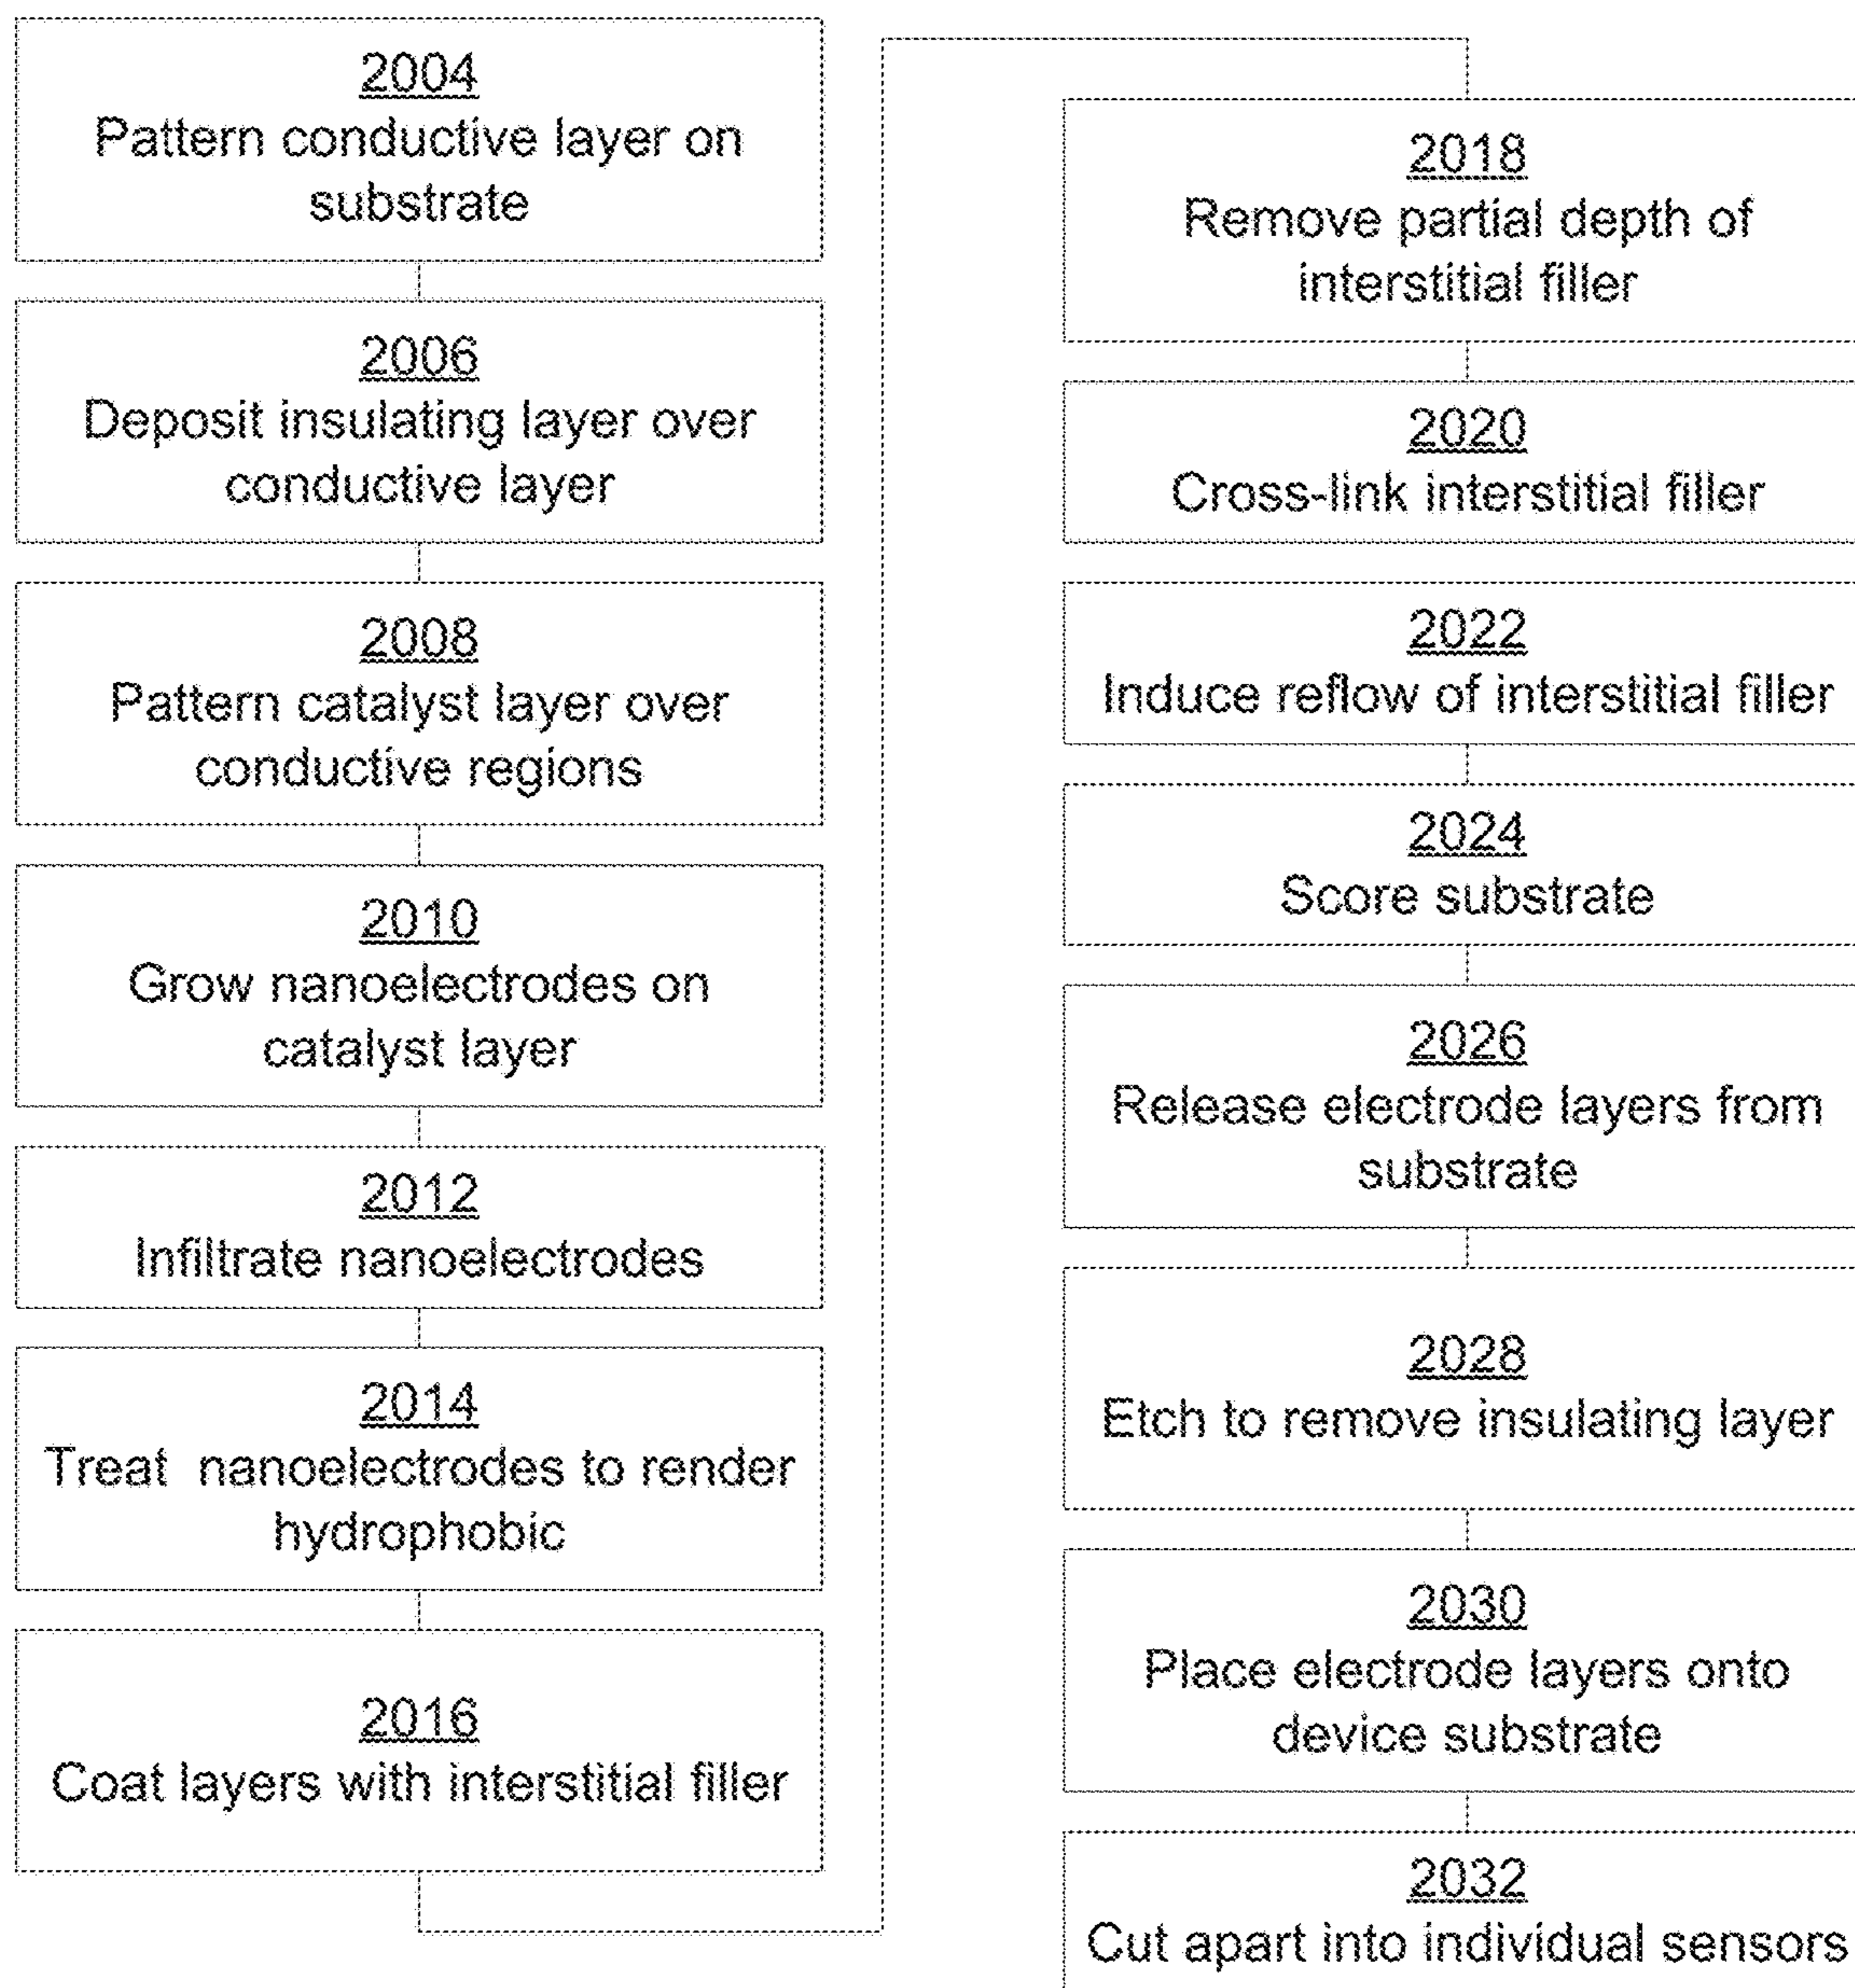 2004
Pattern conductive layer on
substrate
2006
Deposit insulating layer over
conductive layer
2008
Pattern catalyst layer over
conductive regions
2010
Grow nanoelectrodes on
catalyst layer
2012
Infiltrate nanoelectrodes
2014
Treat nanoelectrodes to render
hydrophobic
2016
Coat layers with interstitial filler
2018
Remove partial depth of
interstitial filler
2020
Cross-link interstitial filler
2022
Induce reflow of interstitial filler
2024
Score substrate
2026
Release electrode layers from
substrate
2028
Etch to remove insulating layer
2030
Place electrode layers onto
device substrate
2032
Cut apart into individual sensors